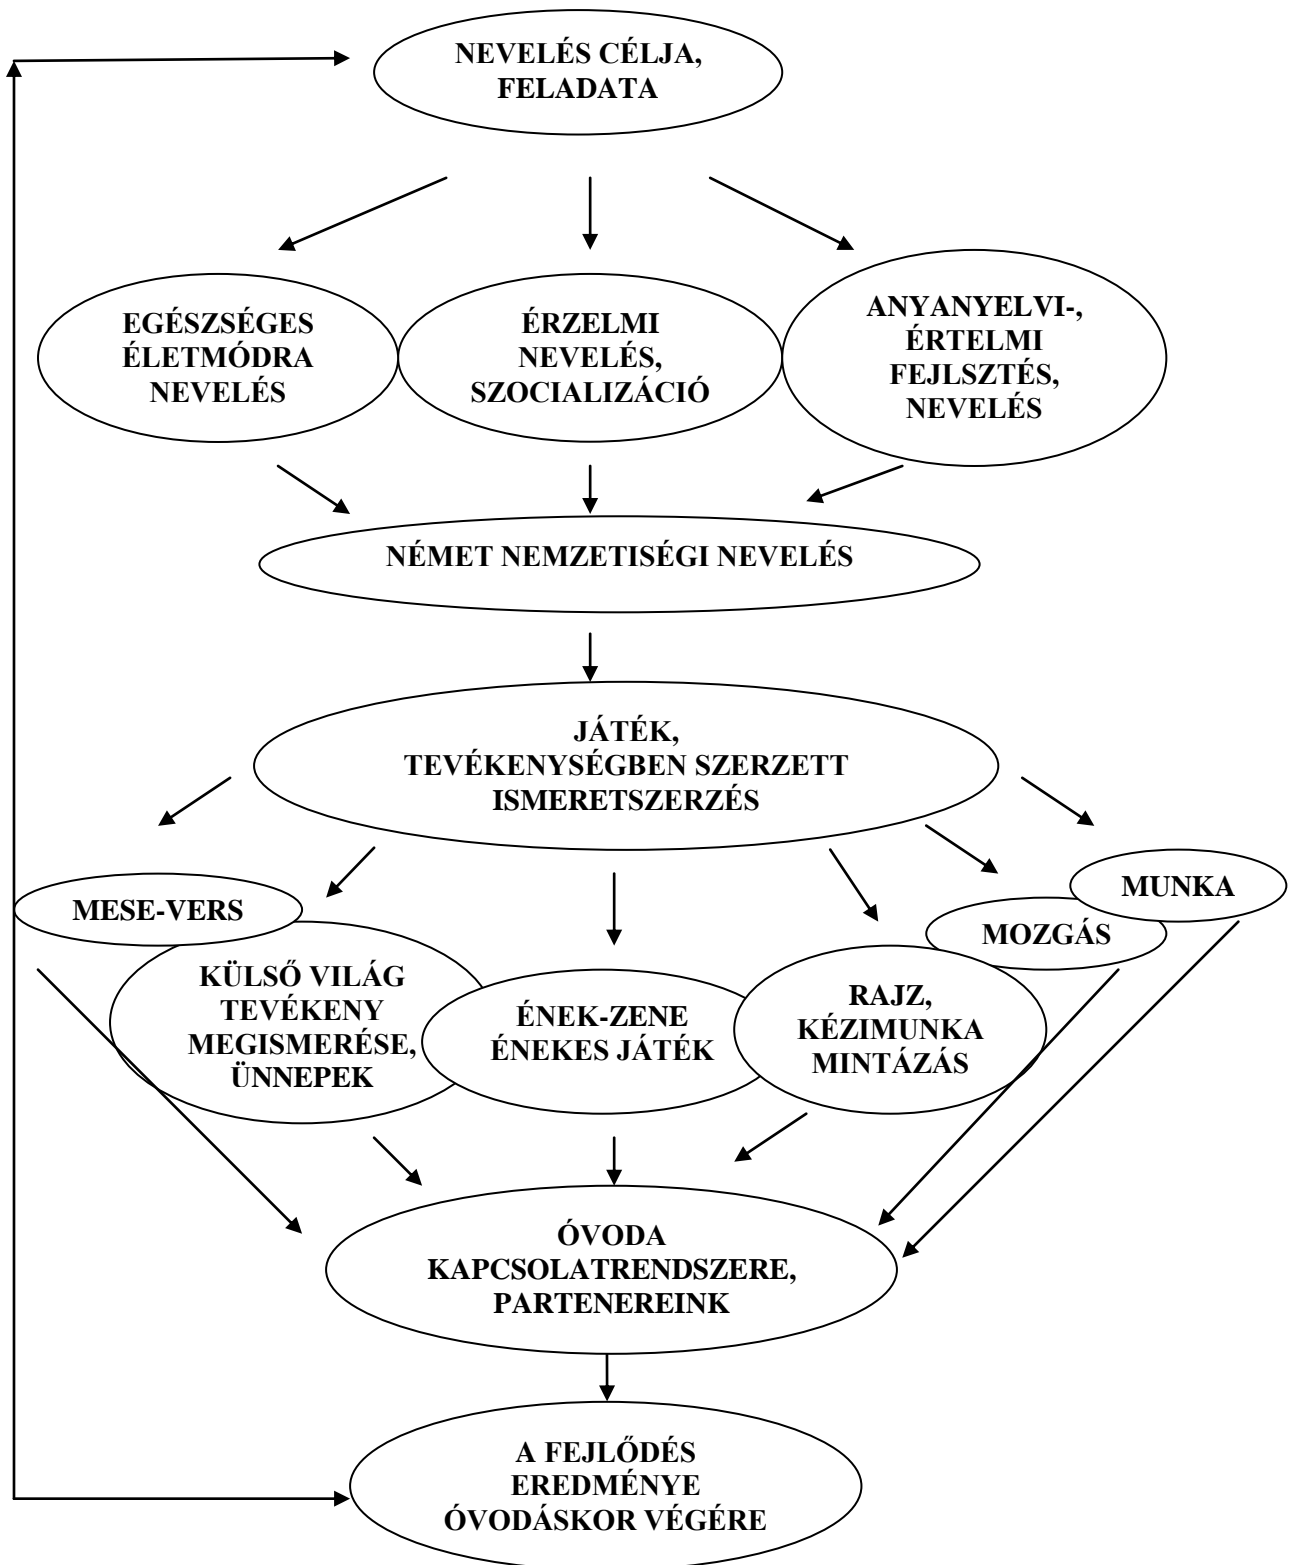 NEVELÉS CÉLJA,
FELADATA
EGÉSZSÉGES
ÉLETMÓDRA
NEVELÉS
ÉRZELMI
NEVELÉS,
SZOCIALIZÁCIÓ
ANYANYELVI-,
ÉRTELMI
FEJLSZTÉS,
NEVELÉS
NÉMET NEMZETISÉGI NEVELÉS
JÁTÉK,
TEVÉKENYSÉGBEN SZERZETT
ISMERETSZERZÉS
MESE-VERS
KÜLSŐ VILÁG
TEVÉKENY
MEGISMERÉSE,
ÜNNEPEK
ÉNEK-ZENE
ÉNEKES JÁTÉK
RAJZ,
KÉZIMUNKA
MINTÁZÁS
MOZGÁS
MUNKA
ÓVODA
KAPCSOLATRENDSZERE,
PARTENEREINK
A FEJLŐDÉS
EREDMÉNYE
ÓVODÁSKOR VÉGÉRE